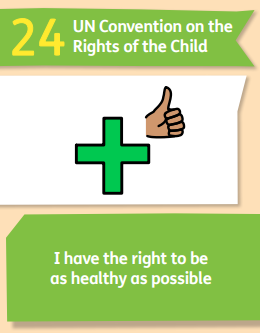 24
UN Convention on the
Rights of the Child
I have the right to be
as healthy as possible